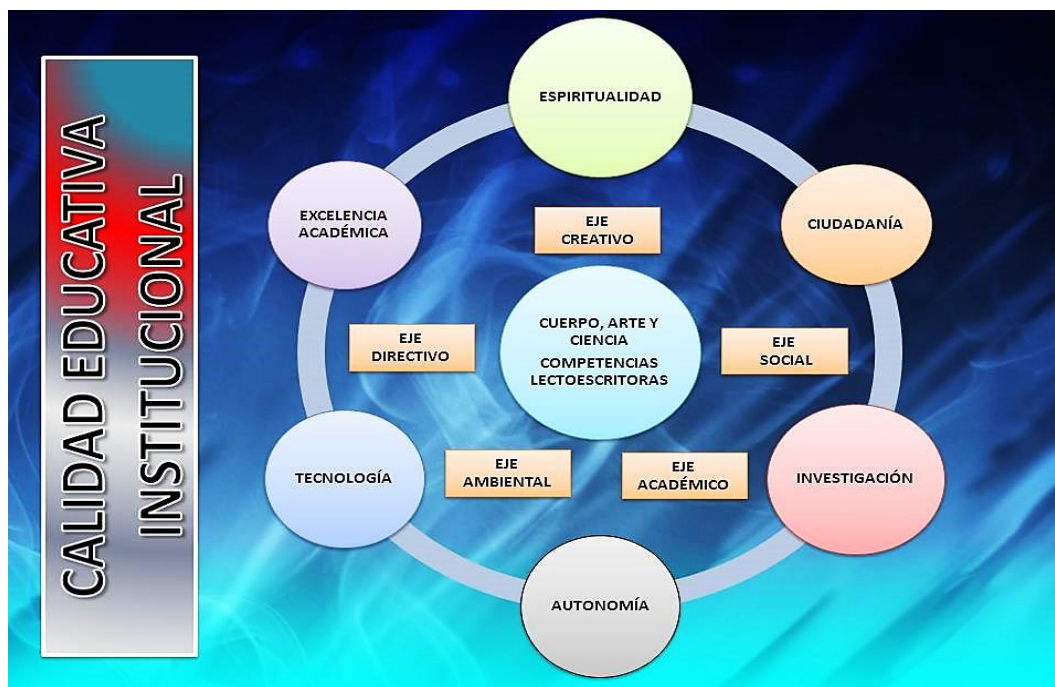 CALIDAD EDUCATIVA
INSTITUCIONAL
ESPIRITUALIDAD
EXCELENCIA
ACADÉMICA
EJE
CREATIVO
CIUDADANÍA
EJE
DIRECTIVO
CUERPO, ARTE Y
CIENCIA
COMPETENCIAS
LECTOESCRITORAS
EJE
SOCIAL
TECNOLOGÍA
EJE
AMBIENTAL
EJE
ACADÉMICO
INVESTIGACIÓN
AUTONOMÍA